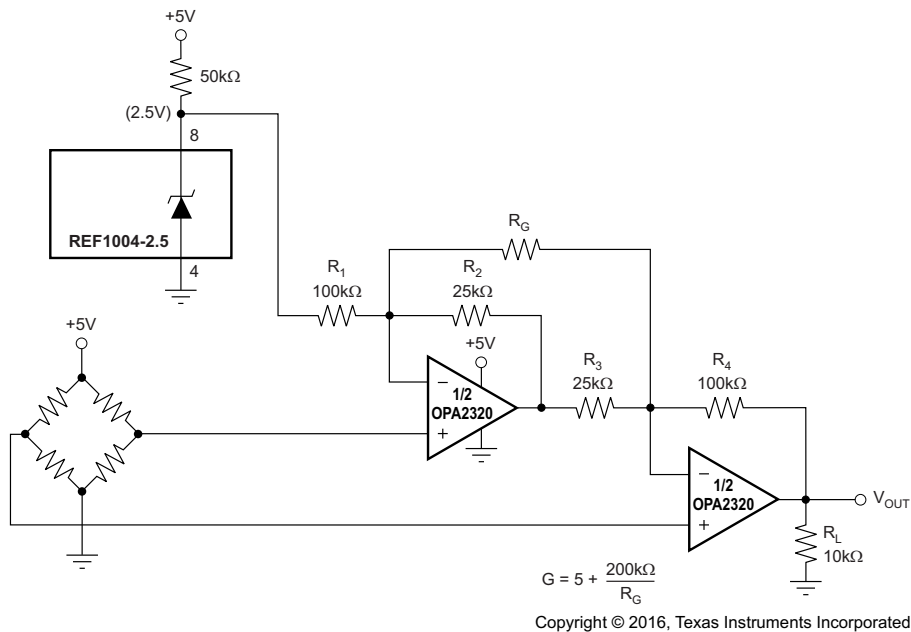 +5V
50kΩ
(2.5V)
8
REF1004-2.5
4
RG
R1
100kΩ
R2
25kΩ
+5V
+5V
R3
25kΩ
R4
100kΩ
−
1/2
OPA2320
+
−
1/2
OPA2320
+
VOUT
RL
10kΩ
G = 5 + 200kΩ / RG
Copyright © 2016, Texas Instruments Incorporated